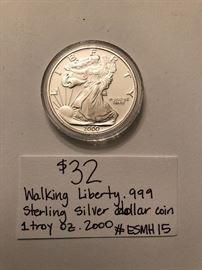 LIBERTY
2000
$32
Walking Liberty .999
Sterling silver dollar coin
1 troy oz. 2000 #ESMH15